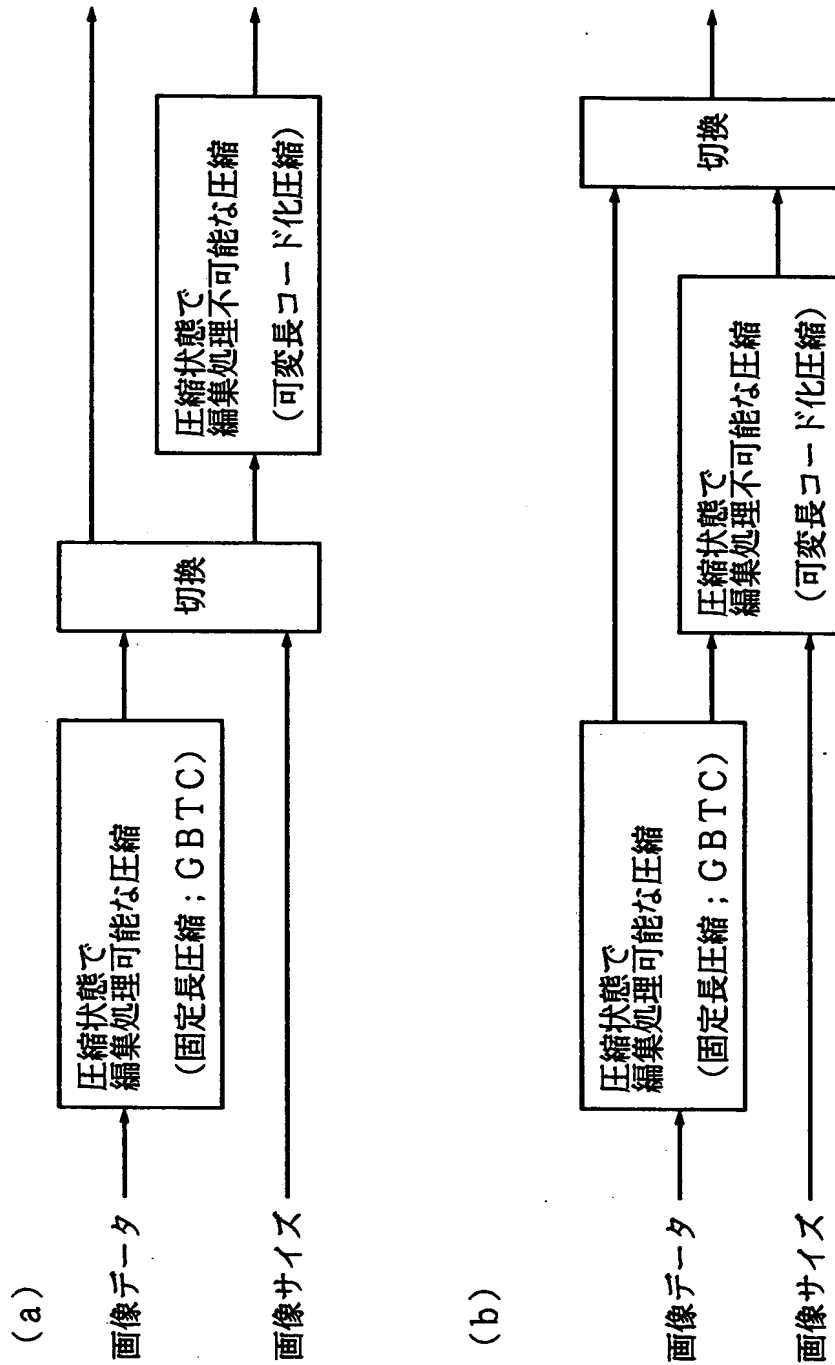 (a)
画像データ
圧縮状態で
編集処理可能な圧縮
(固定長圧縮;GBTC)
画像サイズ
切換
圧縮状態で
編集処理不可能な圧縮
(可変長コード化圧縮)
(b)
画像データ
圧縮状態で
編集処理可能な圧縮
(固定長圧縮;GBTC)
画像サイズ
圧縮状態で
編集処理不可能な圧縮
(可変長コード化圧縮)
切換